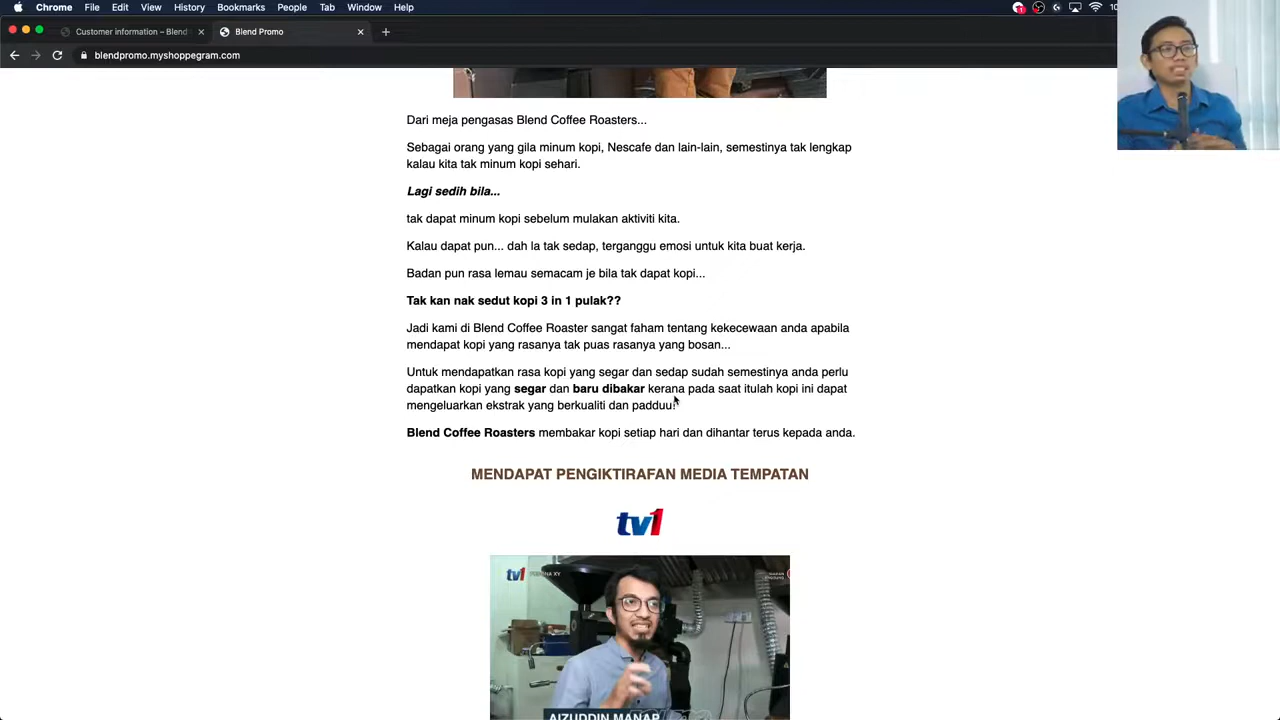 Chrome File Edit View History Bookmarks People Tab Window Help
Customer information – Blend
Blend Promo
blendpromo.myshoppegram.com
Dari meja pengasas Blend Coffee Roasters...
Sebagai orang yang gila minum kopi, Nescafe dan lain-lain, semestinya tak lengkap
kalau kita tak minum kopi sehari.
Lagi sedih bila...
tak dapat minum kopi sebelum mulakan aktiviti kita.
Kalau dapat pun... dah la tak sedap, terganggu emosi untuk kita buat kerja.
Badan pun rasa lemau semacam je bila tak dapat kopi...
Tak kan nak sedut kopi 3 in 1 pulak??
Jadi kami di Blend Coffee Roaster sangat faham tentang kekecewaan anda apabila
mendapat kopi yang rasanya tak puas rasanya yang bosan...
Untuk mendapatkan rasa kopi yang segar dan sedap sudah semestinya anda perlu
dapatkan kopi yang segar dan baru dibakar kerana pada saat itulah kopi ini dapat
mengeluarkan ekstrak yang berkualiti dan padduu!
Blend Coffee Roasters membakar kopi setiap hari dan dihantar terus kepada anda.
MENDAPAT PENGIKTIRAFAN MEDIA TEMPATAN
tv1
tv1
AIZUDDIN MANAP